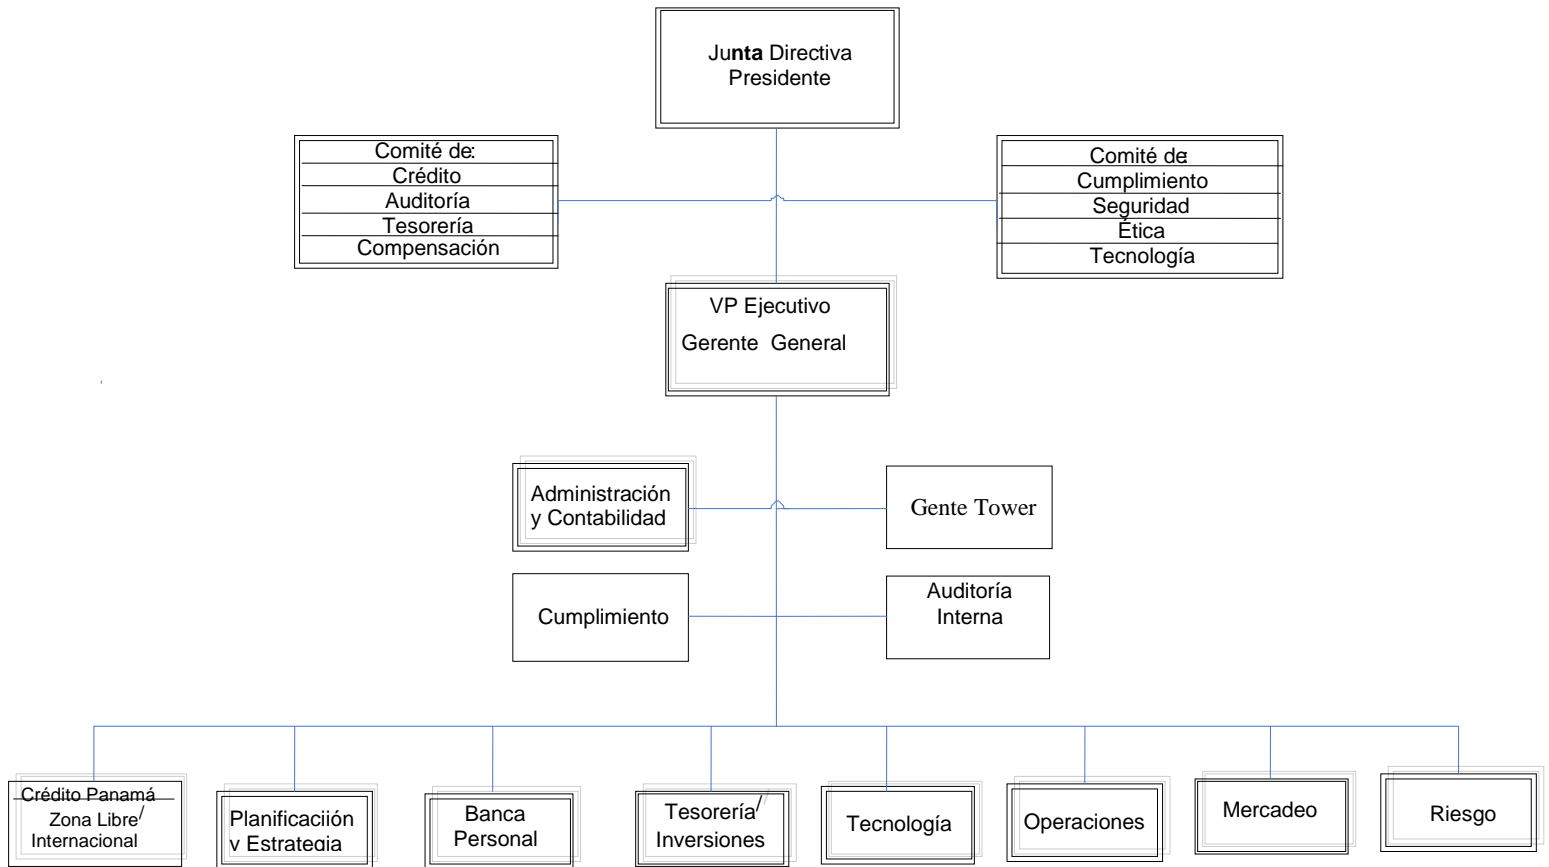 Junta Directiva
Presidente
Comité de:
Crédito
Auditoría
Tesorería
Compensación
Comité de:
Cumplimiento
Seguridad
Ética
Tecnología
VP Ejecutivo
Gerente General
Administración
y Contabilidad
Gente Tower
Cumplimiento
Auditoría
Interna
Crédito Panamá
Zona Libre/
Internacional
Planificaciión
y Estrategia
Banca
Personal
Tesorería/
Inversiones
Tecnología
Operaciones
Mercadeo
Riesgo